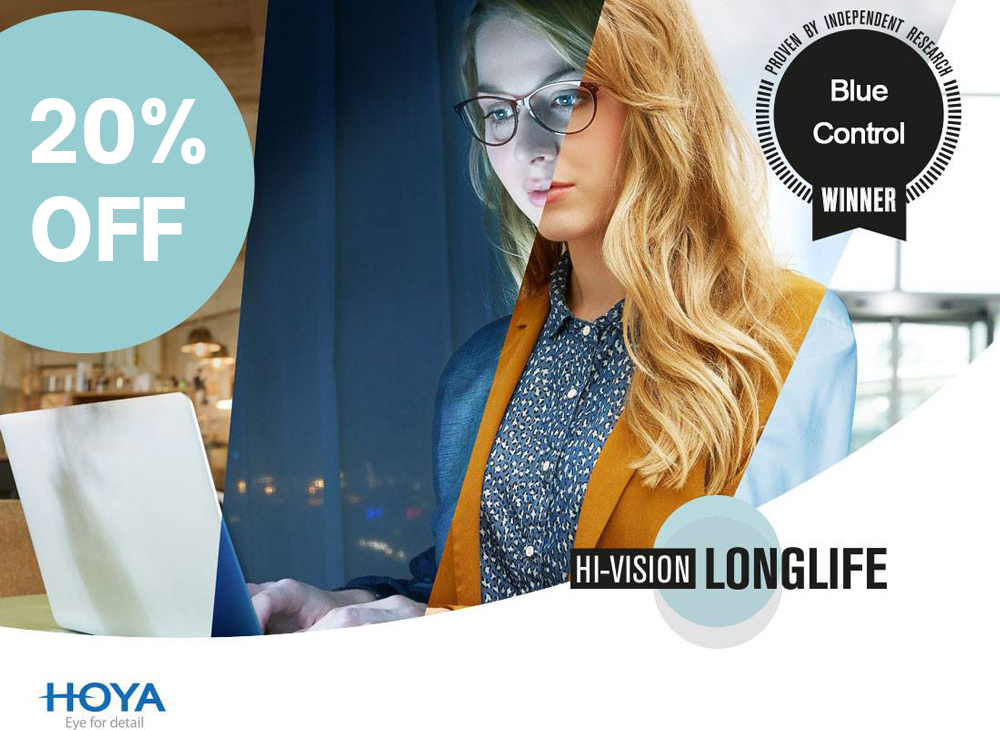 20%
OFF
PROVEN BY INDEPENDENT RESEARCH
Blue
Control
WINNER
HI-VISION LONGLIFE
HOYA
Eye for detail